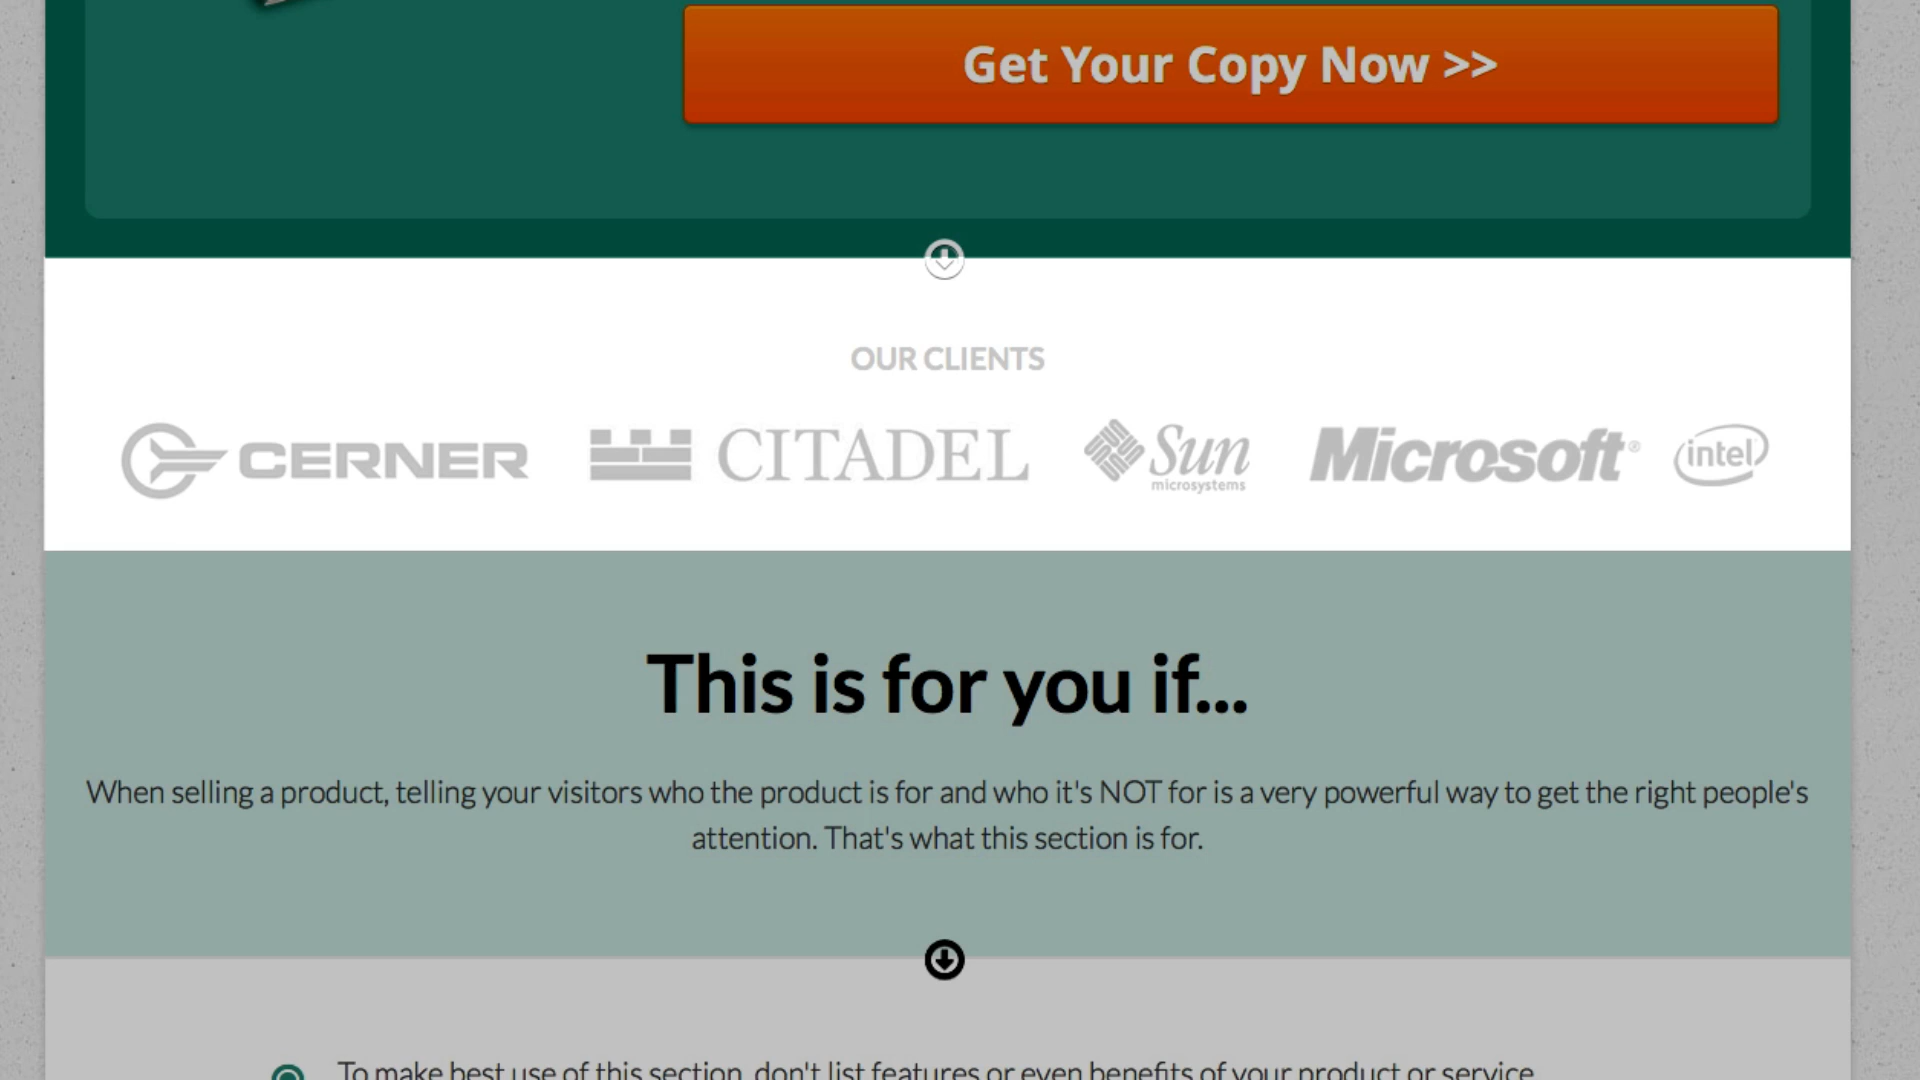 Get Your Copy Now >>
OUR CLIENTS
CERNER CITADEL Sun microsystems Microsoft® intel
This is for you if...
When selling a product, telling your visitors who the product is for and who it's NOT for is a very powerful way to get the right people's
attention. That's what this section is for.
To make best use of this section, don't list features or even benefits of your product or service.